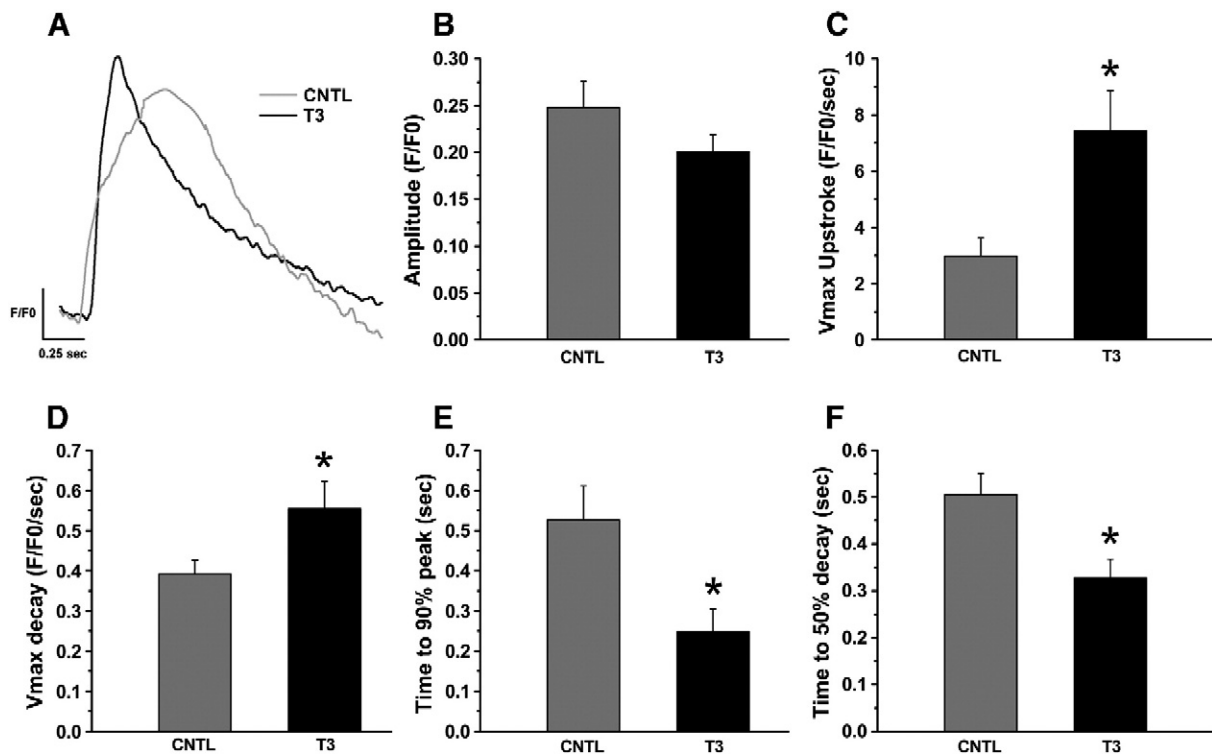 A
CNTL
T3
F/F0
0.25 sec
B
Amplitude (F/F0)
0.30
0.25
0.20
0.15
0.10
0.05
0.00
CNTL T3
C
Vmax Upstroke (F/F0/sec)
10
8
6
4
2
0
*
CNTL T3
D
Vmax decay (F/F0/sec)
0.7
0.6
0.5
0.4
0.3
0.2
0.1
0.0
*
CNTL T3
E
Time to 90% peak (sec)
0.7
0.6
0.5
0.4
0.3
0.2
0.1
0.0
*
CNTL T3
F
Time to 50% decay (sec)
0.6
0.5
0.4
0.3
0.2
0.1
0.0
*
CNTL T3